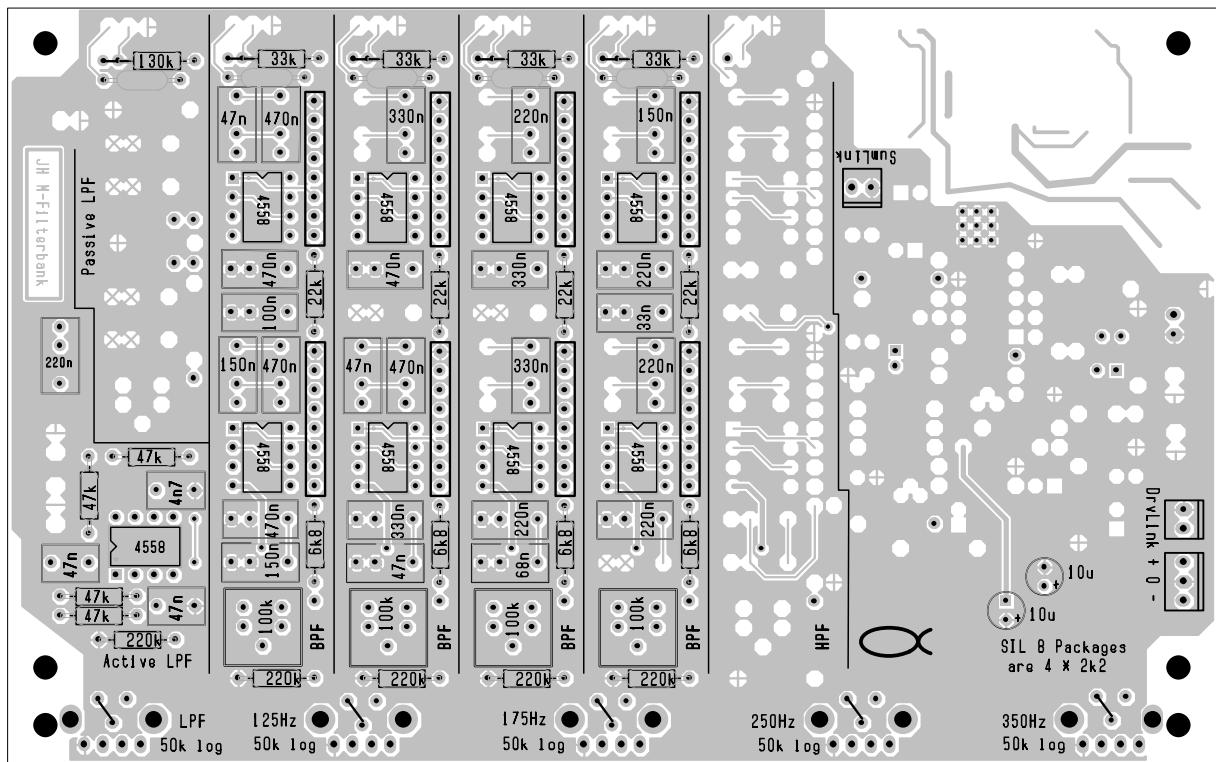 130k
33k
33k
33k
33k
47n
470n
330n
220n
150n
SumLink
JH M-Filterbank
Passive LPF
4558
4558
4558
4558
470n
470n
330n
220n
22k
22k
22k
22k
100n
33n
220n
150n
470n
47n
470n
330n
220n
4558
4558
4558
4558
47k
47k
4n7
4558
47n
470n
330n
220n
220n
6k8
6k8
6k8
6k8
150n
47n
68n
DrvLink + 0 -
47k
47k
47n
220k
Active LPF
100k
100k
100k
100k
BPF
BPF
BPF
BPF
HPF
10u
+
10u
+
SIL 8 Packages
are 4 * 2k2
220k
220k
220k
220k
LPF
50k log
125Hz
50k log
175Hz
50k log
250Hz
50k log
350Hz
50k log